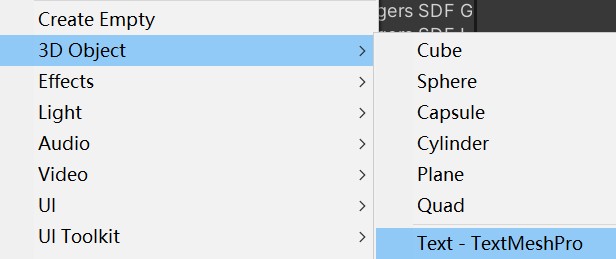 gers SDF G
Create Empty
3D Object
Effects
Light
Audio
Video
UI
UI Toolkit
Cube
Sphere
Capsule
Cylinder
Plane
Quad
Text - TextMeshPro